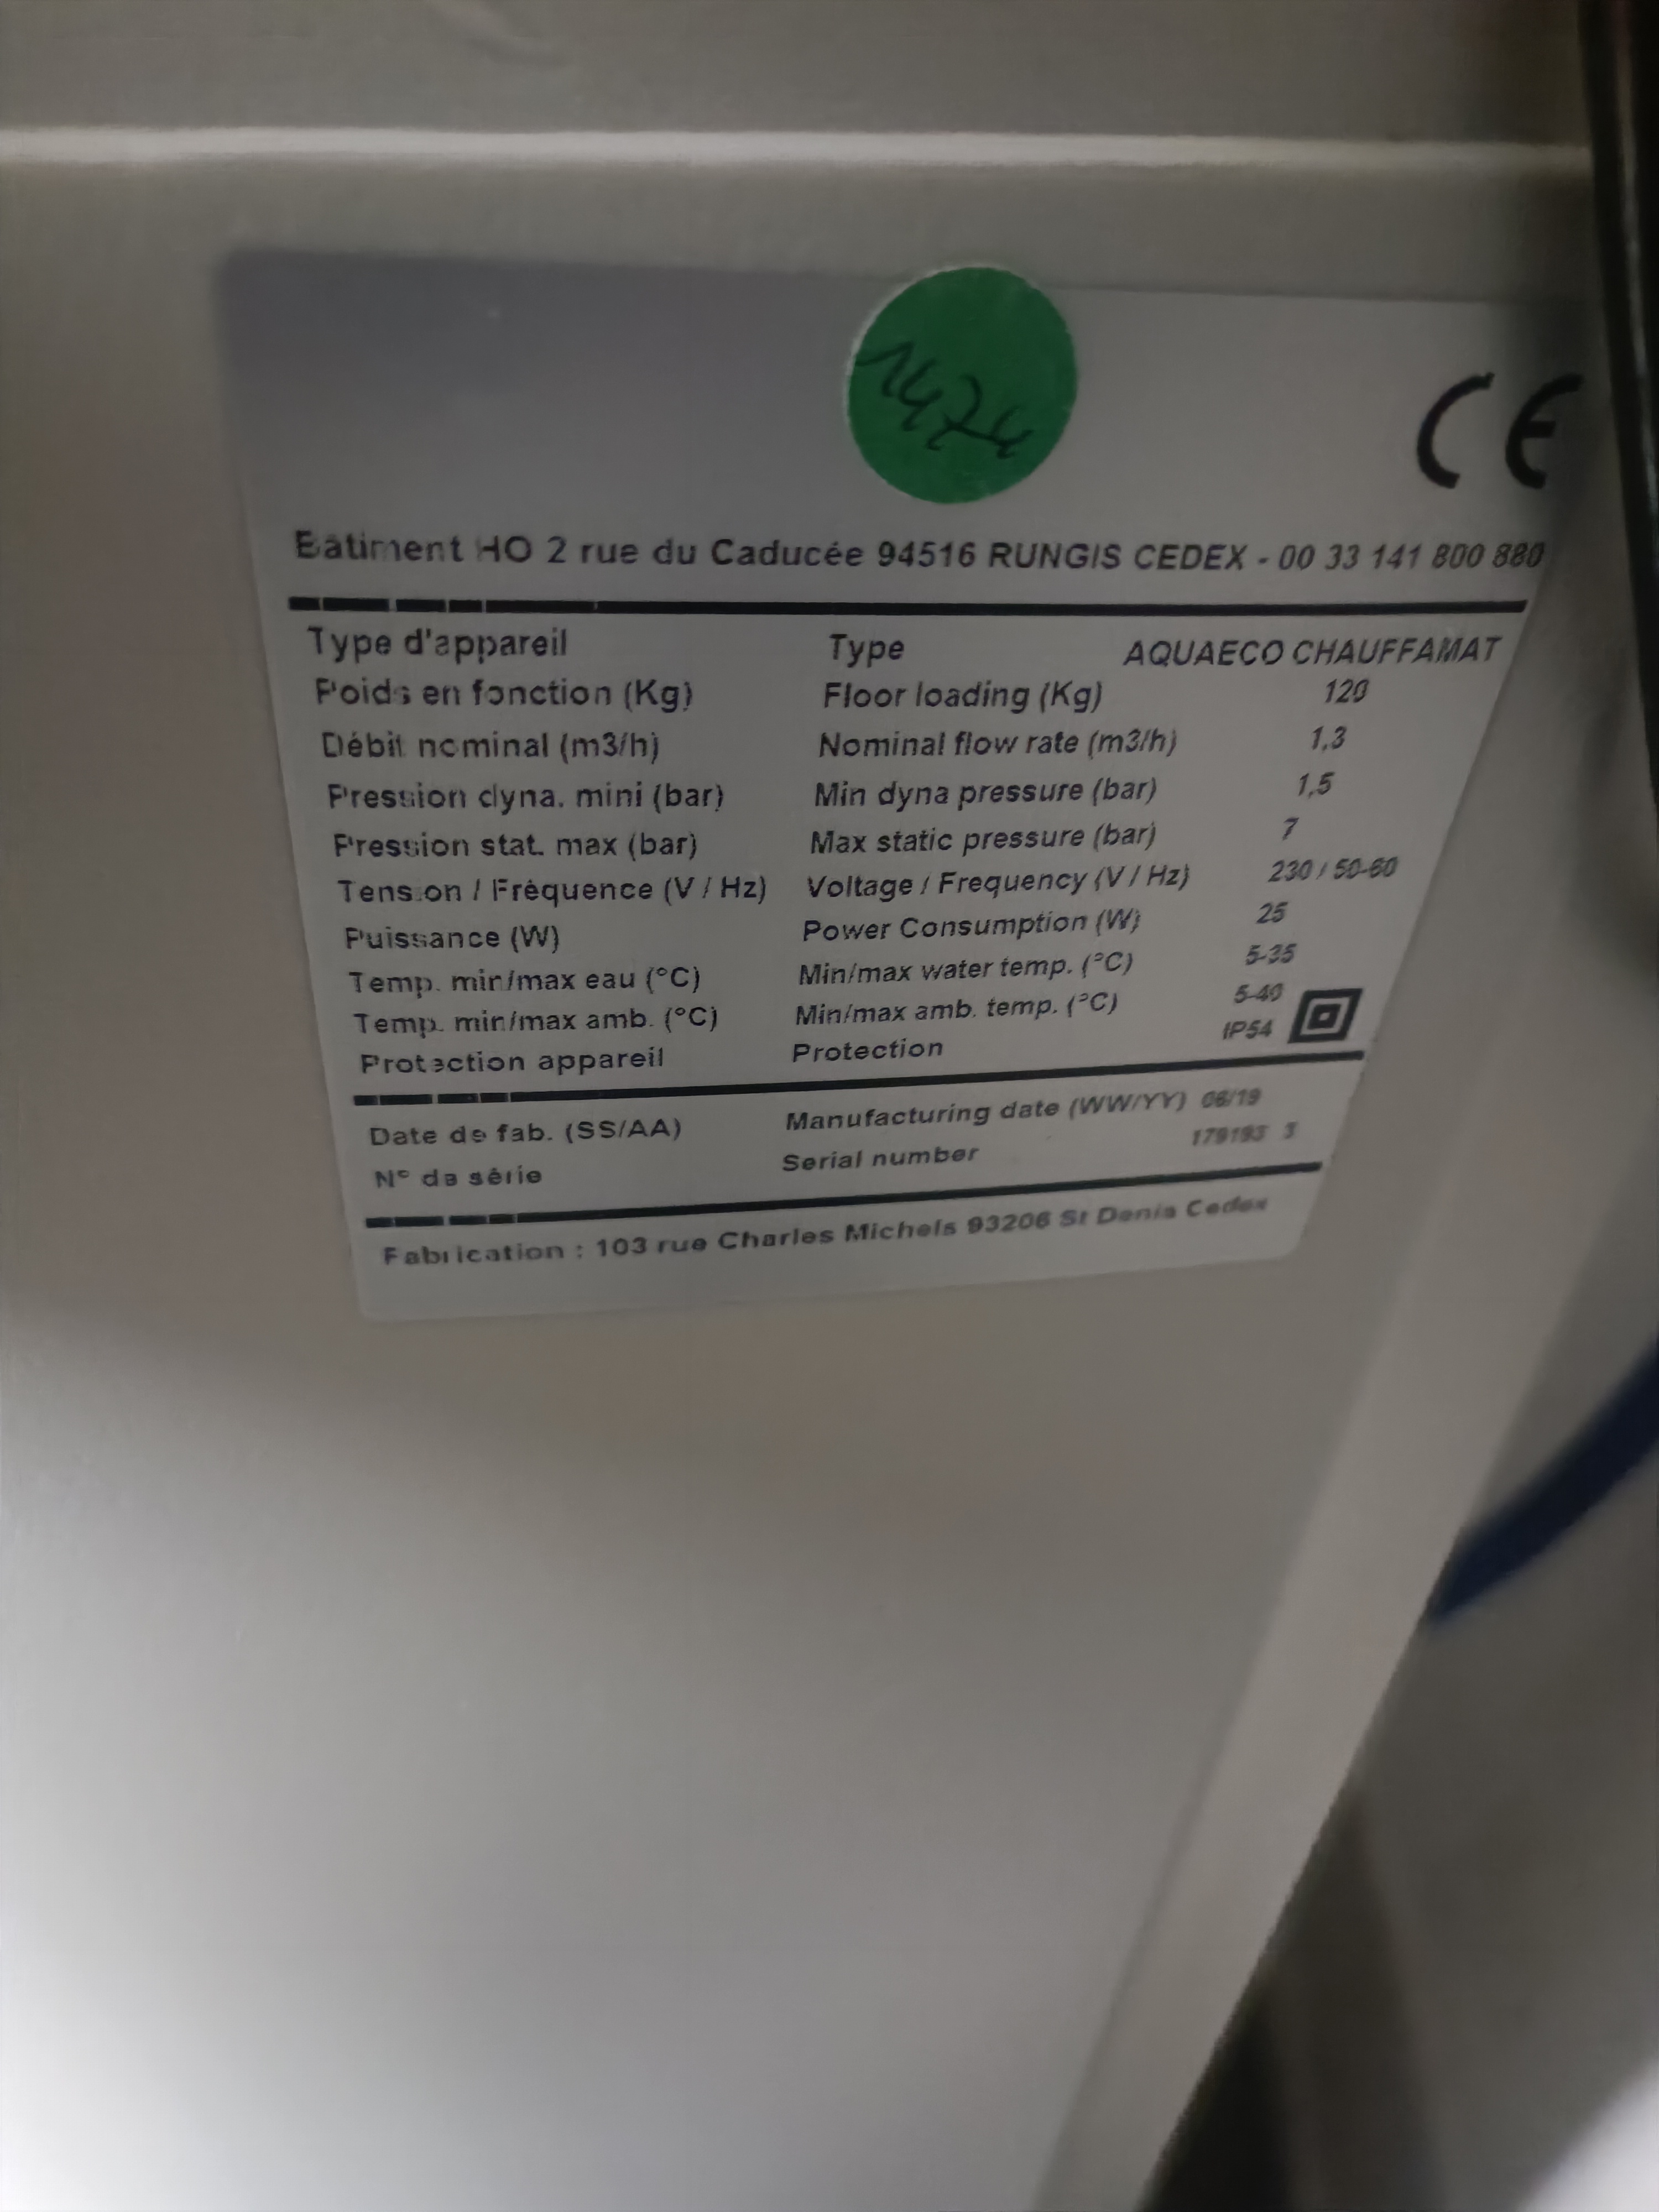 1474
CE
Bâtiment HO 2 rue du Caducée 94516 RUNGIS CEDEX - 00 33 141 800 880
Type d'appareil Type AQUAECO CHAUFFAMAT
Poids en fonction (Kg) Floor loading (Kg) 120
Débit nominal (m3/h) Nominal flow rate (m3/h) 1,3
Pression dyna. mini (bar) Min dyna pressure (bar) 1,5
Pression stat. max (bar) Max static pressure (bar) 7
Tension / Fréquence (V / Hz) Voltage / Frequency (V / Hz) 230 / 50-60
Puissance (W) Power Consumption (W) 25
Temp. min/max eau (°C) Min/max water temp. (°C) 5-35
Temp. min/max amb. (°C) Min/max amb. temp. (°C) 5-40
Protection appareil Protection IP54
Date de fab. (SS/AA) Manufacturing date (WW/YY) 06/19
N° de série Serial number
Fabrication : 103 rue Charles Michels 93206 St Denis Cedex